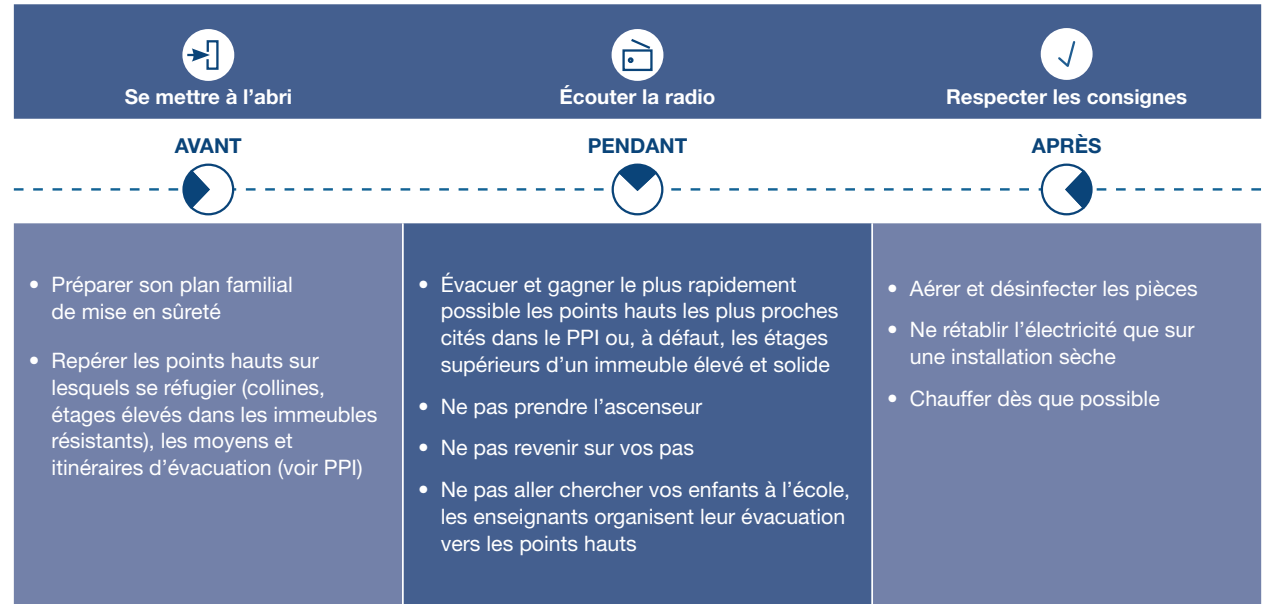 Se mettre à l’abri
Écouter la radio
Respecter les consignes
AVANT
PENDANT
APRÈS
• Préparer son plan familial
de mise en sûreté
• Repérer les points hauts sur
lesquels se réfugier (collines,
étages élevés dans les immeubles
résistants), les moyens et
itinéraires d’évacuation (voir PPI)
• Évacuer et gagner le plus rapidement
possible les points hauts les plus proches
cités dans le PPI ou, à défaut, les étages
supérieurs d’un immeuble élevé et solide
• Ne pas prendre l’ascenseur
• Ne pas revenir sur vos pas
• Ne pas aller chercher vos enfants à l’école,
les enseignants organisent leur évacuation
vers les points hauts
• Aérer et désinfecter les pièces
• Ne rétablir l’électricité que sur
une installation sèche
• Chauffer dès que possible